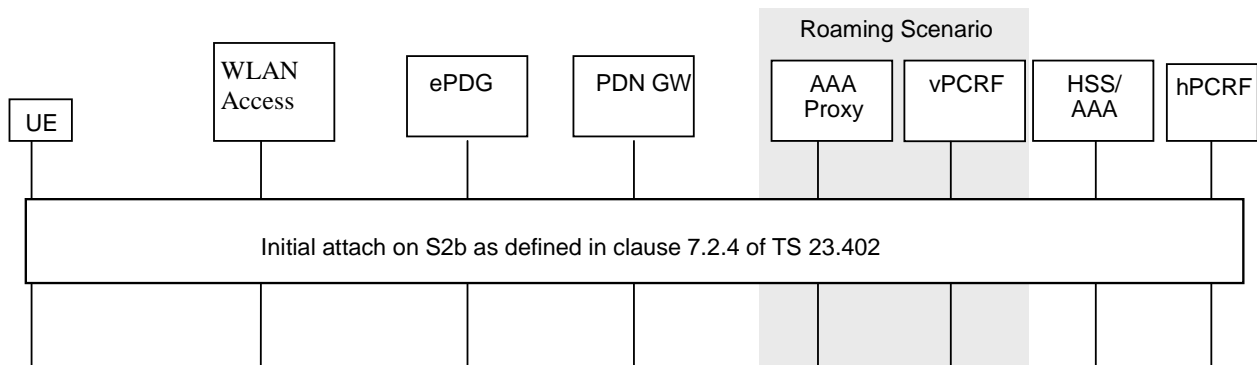 Roaming Scenario
UE
WLAN
Access
ePDG
PDN GW
AAA
Proxy
vPCRF
HSS/
AAA
hPCRF
Initial attach on S2b as defined in clause 7.2.4 of TS 23.402